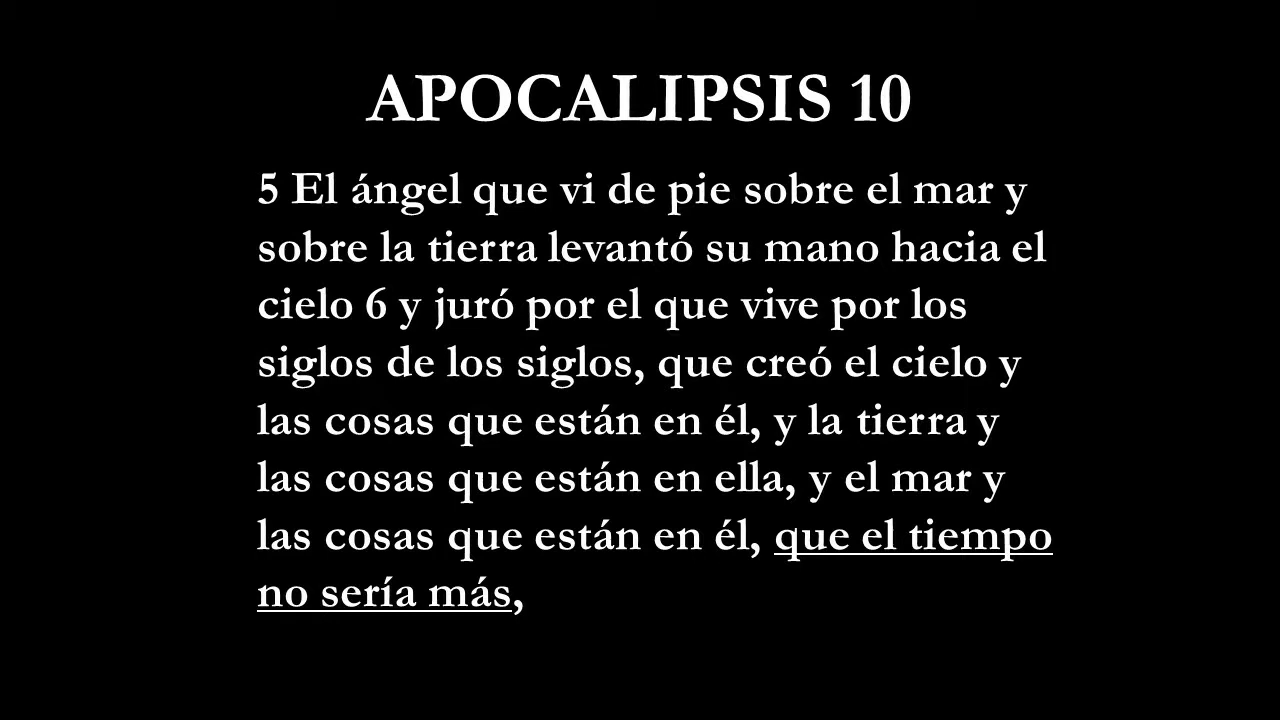 APOCALIPSIS 10
5 El ángel que vi de pie sobre el mar y
sobre la tierra levantó su mano hacia el
cielo 6 y juró por el que vive por los
siglos de los siglos, que creó el cielo y
las cosas que están en él, y la tierra y
las cosas que están en ella, y el mar y
las cosas que están en él, que el tiempo
no sería más,